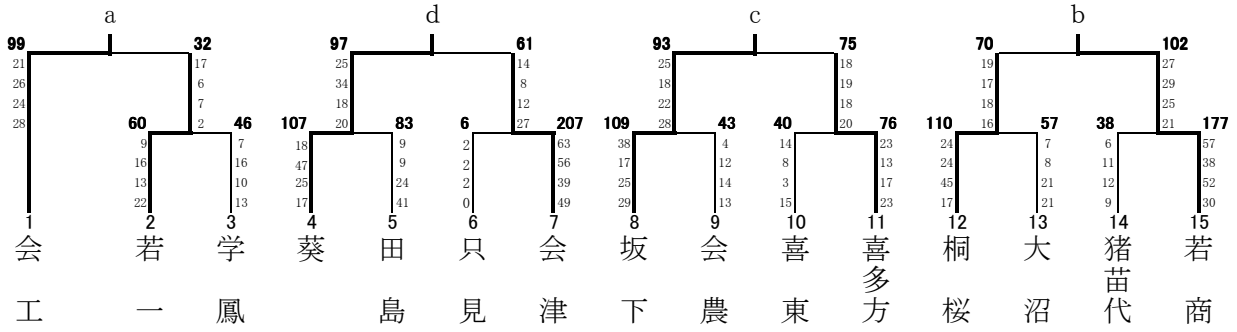 a d c b
99 32 97 61 93 75 70 102
21 17 25 14 25 18 19 27
26 6 34 8 18 19 17 29
24 7 18 12 22 18 18 25
28 2 20 27 28 20 16 21
60 46 107 83 6 207 109 43 40 76 110 57 38 177
9 7 18 9 2 63 38 4 14 23 24 7 6 57
16 16 47 9 2 56 17 12 8 13 24 8 11 38
13 10 25 24 2 39 25 14 3 17 45 21 12 52
22 13 17 41 0 49 29 13 15 23 17 21 9 30
1 2 3 4 5 6 7 8 9 10 11 12 13 14 15
会工
若一
学鳳
葵
田島
只見
会津
坂下
会農
喜東
喜多方
桐桜
大沼
猪苗代
若商